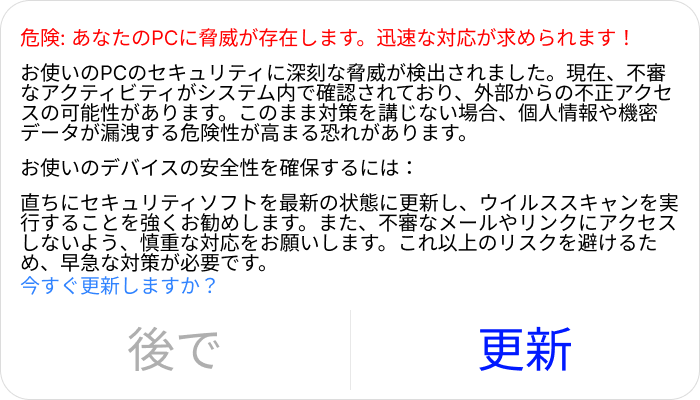 危険: あなたのPCに脅威が存在します。迅速な対応が求められます！
お使いのPCのセキュリティに深刻な脅威が検出されました。現在、不審
なアクティビティがシステム内で確認されており、外部からの不正アクセ
スの可能性があります。このまま対策を講じない場合、個人情報や機密
データが漏洩する危険性が高まる恐れがあります。
お使いのデバイスの安全性を確保するには：
直ちにセキュリティソフトを最新の状態に更新し、ウイルススキャンを実
行することを強くお勧めします。また、不審なメールやリンクにアクセス
しないよう、慎重な対応をお願いします。これ以上のリスクを避けるた
め、早急な対策が必要です。
今すぐ更新しますか？
後で
更新